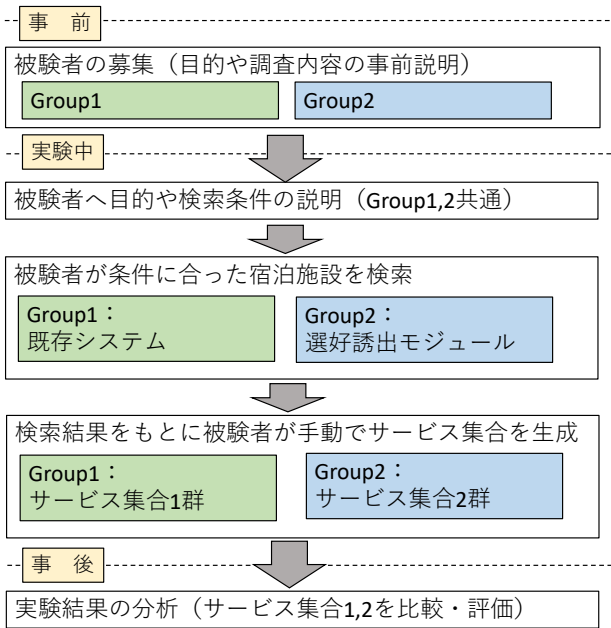 事　前
被験者の募集（目的や調査内容の事前説明）
Group1
Group2
実験中
被験者へ目的や検索条件の説明（Group1,2共通）
被験者が条件に合った宿泊施設を検索
Group1：
既存システム
Group2：
選好誘出モジュール
検索結果をもとに被験者が手動でサービス集合を生成
Group1：
サービス集合1群
Group2：
サービス集合2群
事　後
実験結果の分析（サービス集合1,2を比較・評価）